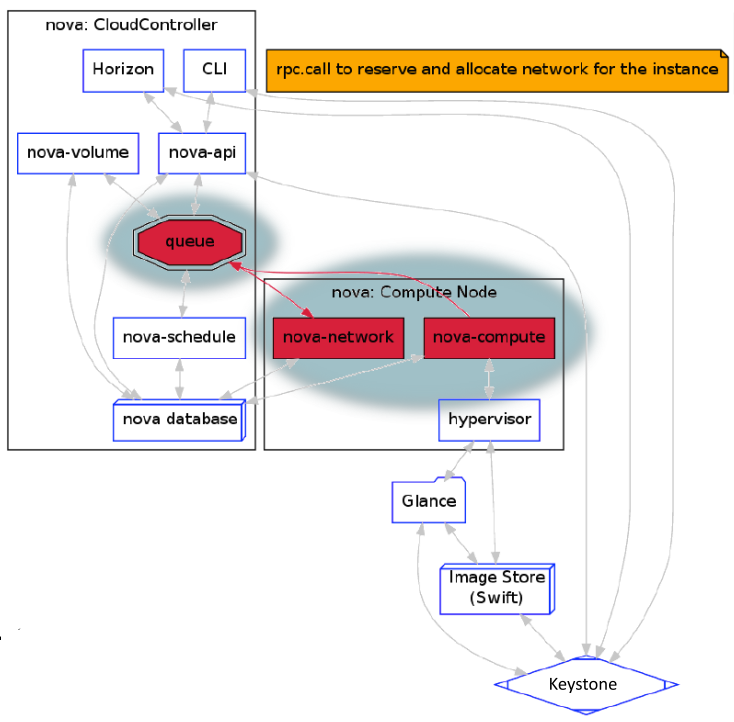 nova: CloudController
Horizon
CLI
rpc.call to reserve and allocate network for the instance
nova-volume
nova-api
queue
nova: Compute Node
nova-schedule
nova-network
nova-compute
nova database
hypervisor
Glance
Image Store
(Swift)
Keystone